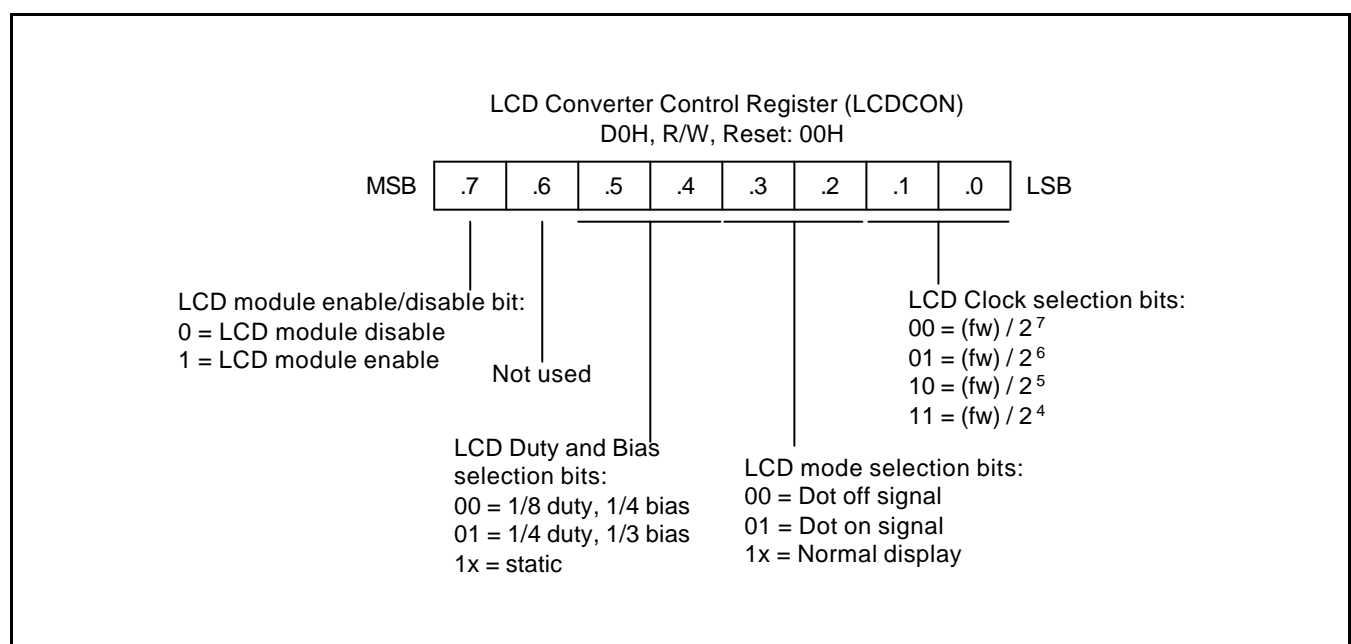 LCD Converter Control Register (LCDCON)
D0H, R/W, Reset: 00H
MSB .7 .6 .5 .4 .3 .2 .1 .0 LSB
LCD module enable/disable bit:
0 = LCD module disable
1 = LCD module enable
Not used
LCD Duty and Bias
selection bits:
00 = 1/8 duty, 1/4 bias
01 = 1/4 duty, 1/3 bias
1x = static
LCD mode selection bits:
00 = Dot off signal
01 = Dot on signal
1x = Normal display
LCD Clock selection bits:
00 = (fw) / 2⁷
01 = (fw) / 2⁶
10 = (fw) / 2⁵
11 = (fw) / 2⁴